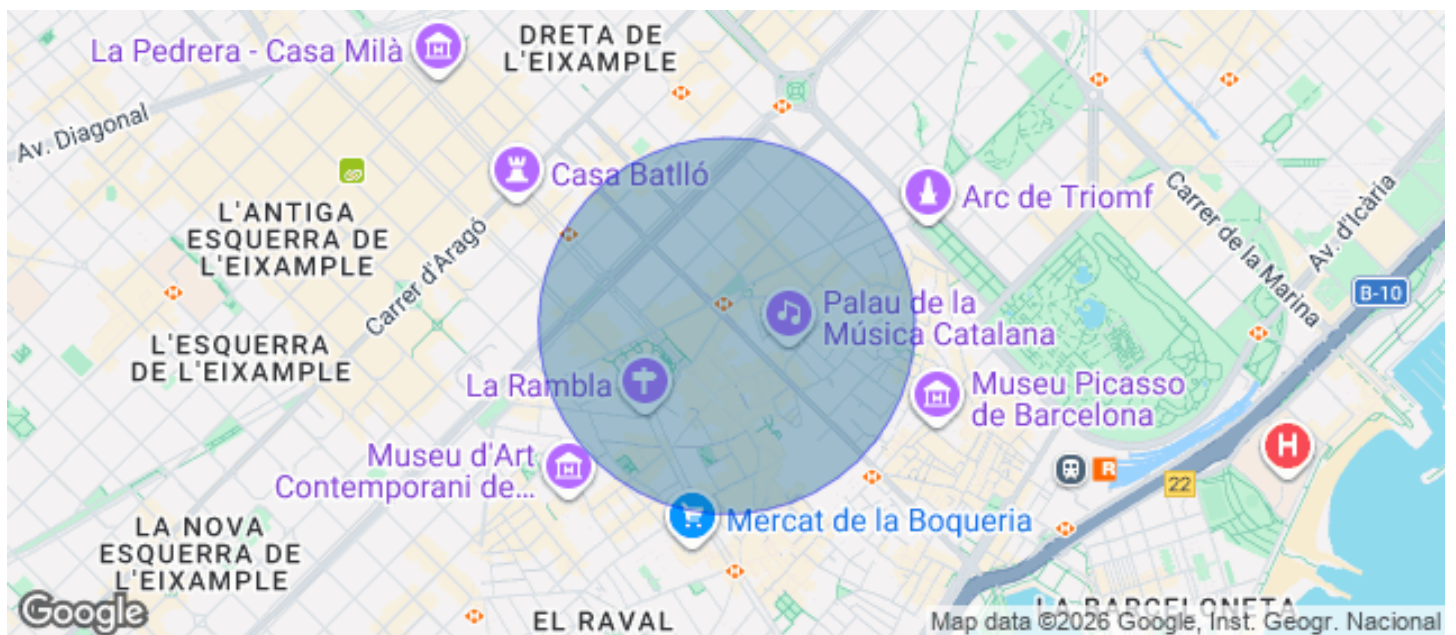 La Pedrera - Casa Milà
DRETA DE
L'EIXAMPLE
Av. Diagonal
Casa Batlló
Arc de Triomf
Carrer de la Marina
Av. d'Icària
L'ANTIGA
ESQUERRA DE
L'EIXAMPLE
Carrer d'Aragó
B-10
L'ESQUERRA
DE L'EIXAMPLE
Palau de la
Música Catalana
La Rambla
Museu Picasso
de Barcelona
H
Museu d'Art
Contemporani de...
R
22
Mercat de la Boqueria
LA NOVA
ESQUERRA DE
L'EIXAMPLE
EL RAVAL
LA BARCELONETA
Google
Map data ©2026 Google, Inst. Geogr. Nacional